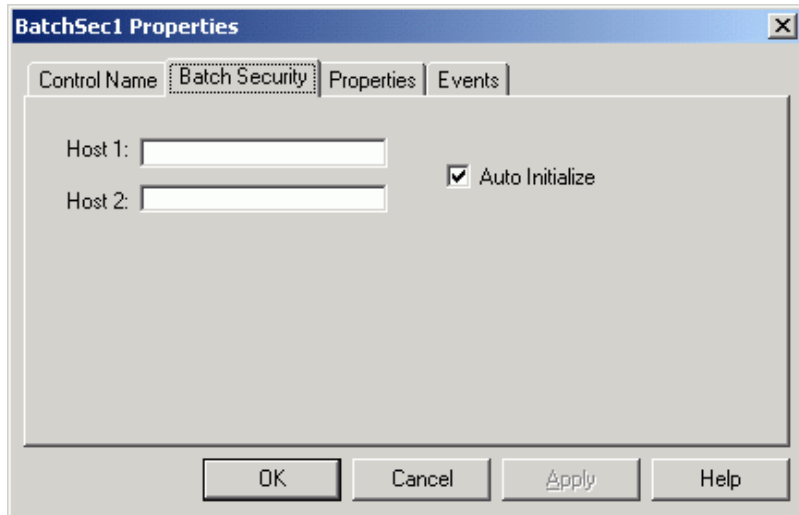 BatchSec1 Properties
Control Name Batch Security Properties Events
Host 1:
Auto Initialize
Host 2:
OK Cancel Apply Help